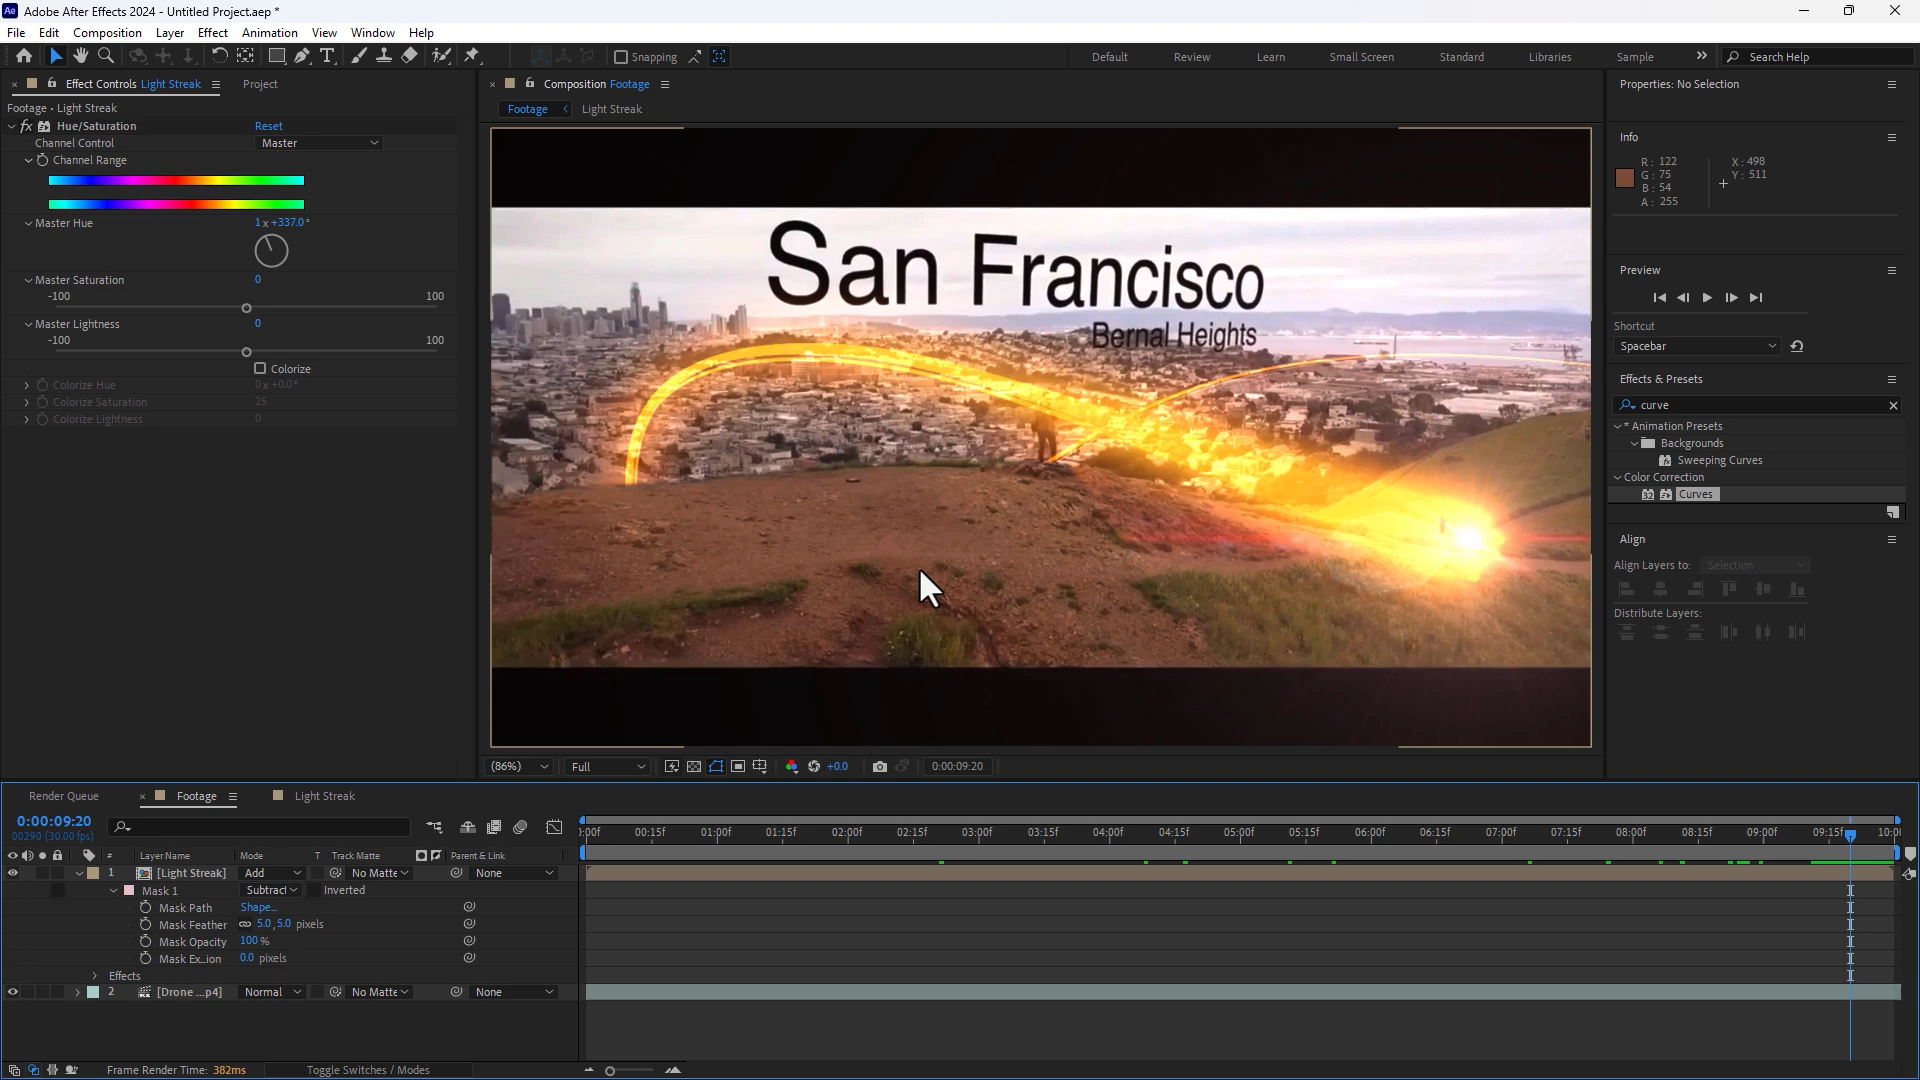 Ae Adobe After Effects 2024 - Untitled Project.aep *
File Edit Composition Layer Effect Animation View Window Help
Snapping Default Review Learn Small Screen Standard Libraries Sample Search Help
Effect Controls Light Streak Project
Footage • Light Streak
fx Hue/Saturation Reset
Channel Control Master
Channel Range
Master Hue 1x+337.0°
Master Saturation 0
-100 100
Master Lightness 0
-100 100
Colorize
Colorize Hue 0x+0.0°
Colorize Saturation 25
Colorize Lightness 0
Composition Footage
Footage Light Streak
San Francisco
Bernal Heights
(86%) Full +0.0 0:00:09:20
Properties: No Selection
Info
R: 122 X: 498
G: 75 Y: 511
B: 54
A: 255
Preview
Shortcut
Spacebar
Effects & Presets
curve
* Animation Presets
Backgrounds
Sweeping Curves
Color Correction
32 Curves
Align
Align Layers to: Selection
Distribute Layers:
Render Queue Footage Light Streak
0:00:09:20
00290 (30.00 fps)
:00f 00:15f 01:00f 01:15f 02:00f 02:15f 03:00f 03:15f 04:00f 04:15f 05:00f 05:15f 06:00f 06:15f 07:00f 07:15f 08:00f 08:15f 09:00f 09:15f 10:0
# Layer Name Mode T Track Matte Parent & Link
1 [Light Streak] Add No Matte None
Mask 1 Subtract Inverted
Mask Path Shape...
Mask Feather 5.0,5.0 pixels
Mask Opacity 100%
Mask Ex...ion 0.0 pixels
Effects
2 [Drone ...p4] Normal No Matte None
Frame Render Time: 382ms Toggle Switches / Modes